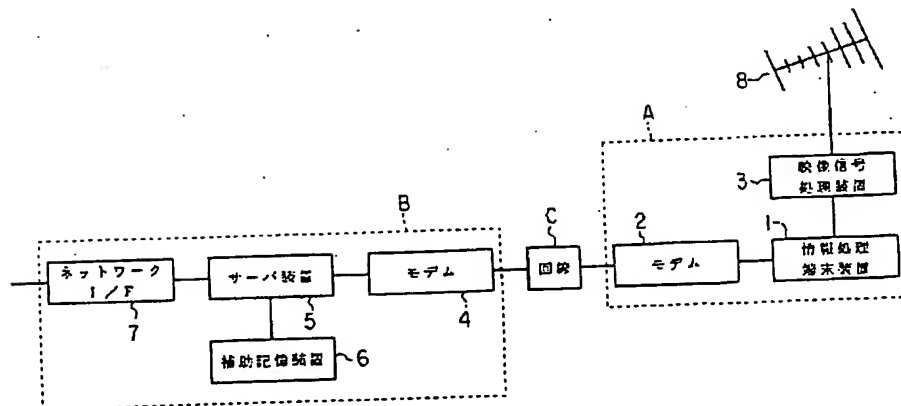 8
A
映像信号
処理装置
3
B
C
2
1
ネットワーク
I/F
サーバ装置
モデム
回線
モデム
情報処理
端末装置
7
5
4
補助記憶装置
6